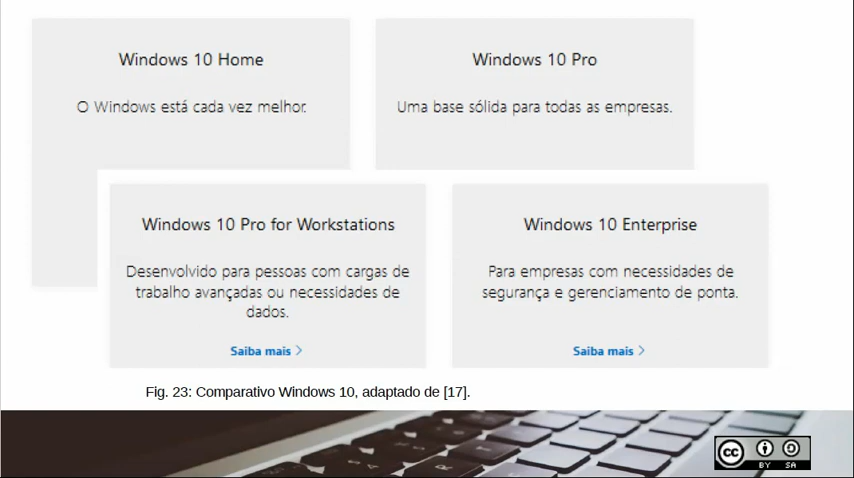 Windows 10 Home
O Windows está cada vez melhor.
Windows 10 Pro
Uma base sólida para todas as empresas.
Windows 10 Pro for Workstations
Desenvolvido para pessoas com cargas de
trabalho avançadas ou necessidades de
dados.
Saiba mais >
Windows 10 Enterprise
Para empresas com necessidades de
segurança e gerenciamento de ponta.
Saiba mais >
Fig. 23: Comparativo Windows 10, adaptado de [17].
cc
BY SA